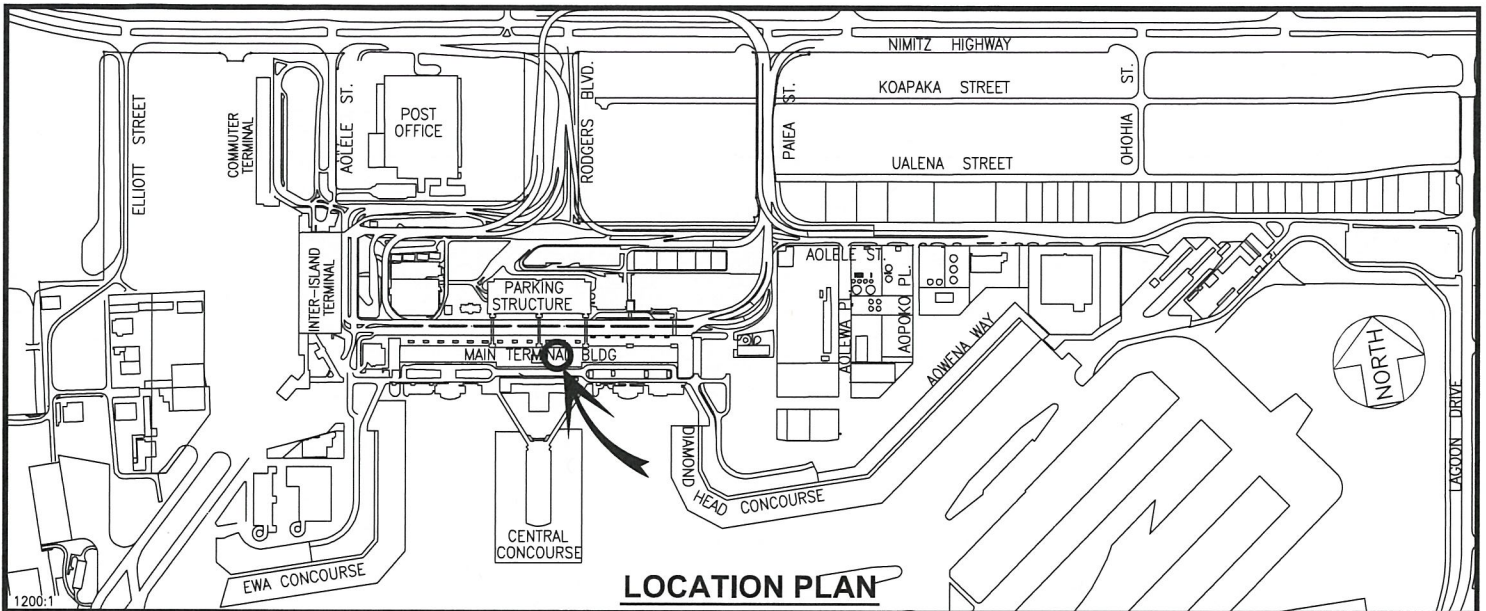 NIMITZ HIGHWAY
KOAPAKA STREET
UALENA STREET
OHOHIA ST.
PAIEA ST.
RODGERS BLVD.
AOLELE ST.
POST
OFFICE
COMMUTER
TERMINAL
ELLIOTT STREET
INTER-ISLAND
TERMINAL
PARKING
STRUCTURE
MAIN TERMINAL BLDG
AOLELE ST.
AOLEWA PL.
AOPOKO PL.
AOWENA WAY
NORTH
LAGOON DRIVE
DIAMOND HEAD CONCOURSE
CENTRAL
CONCOURSE
EWA CONCOURSE
LOCATION PLAN
1200:1